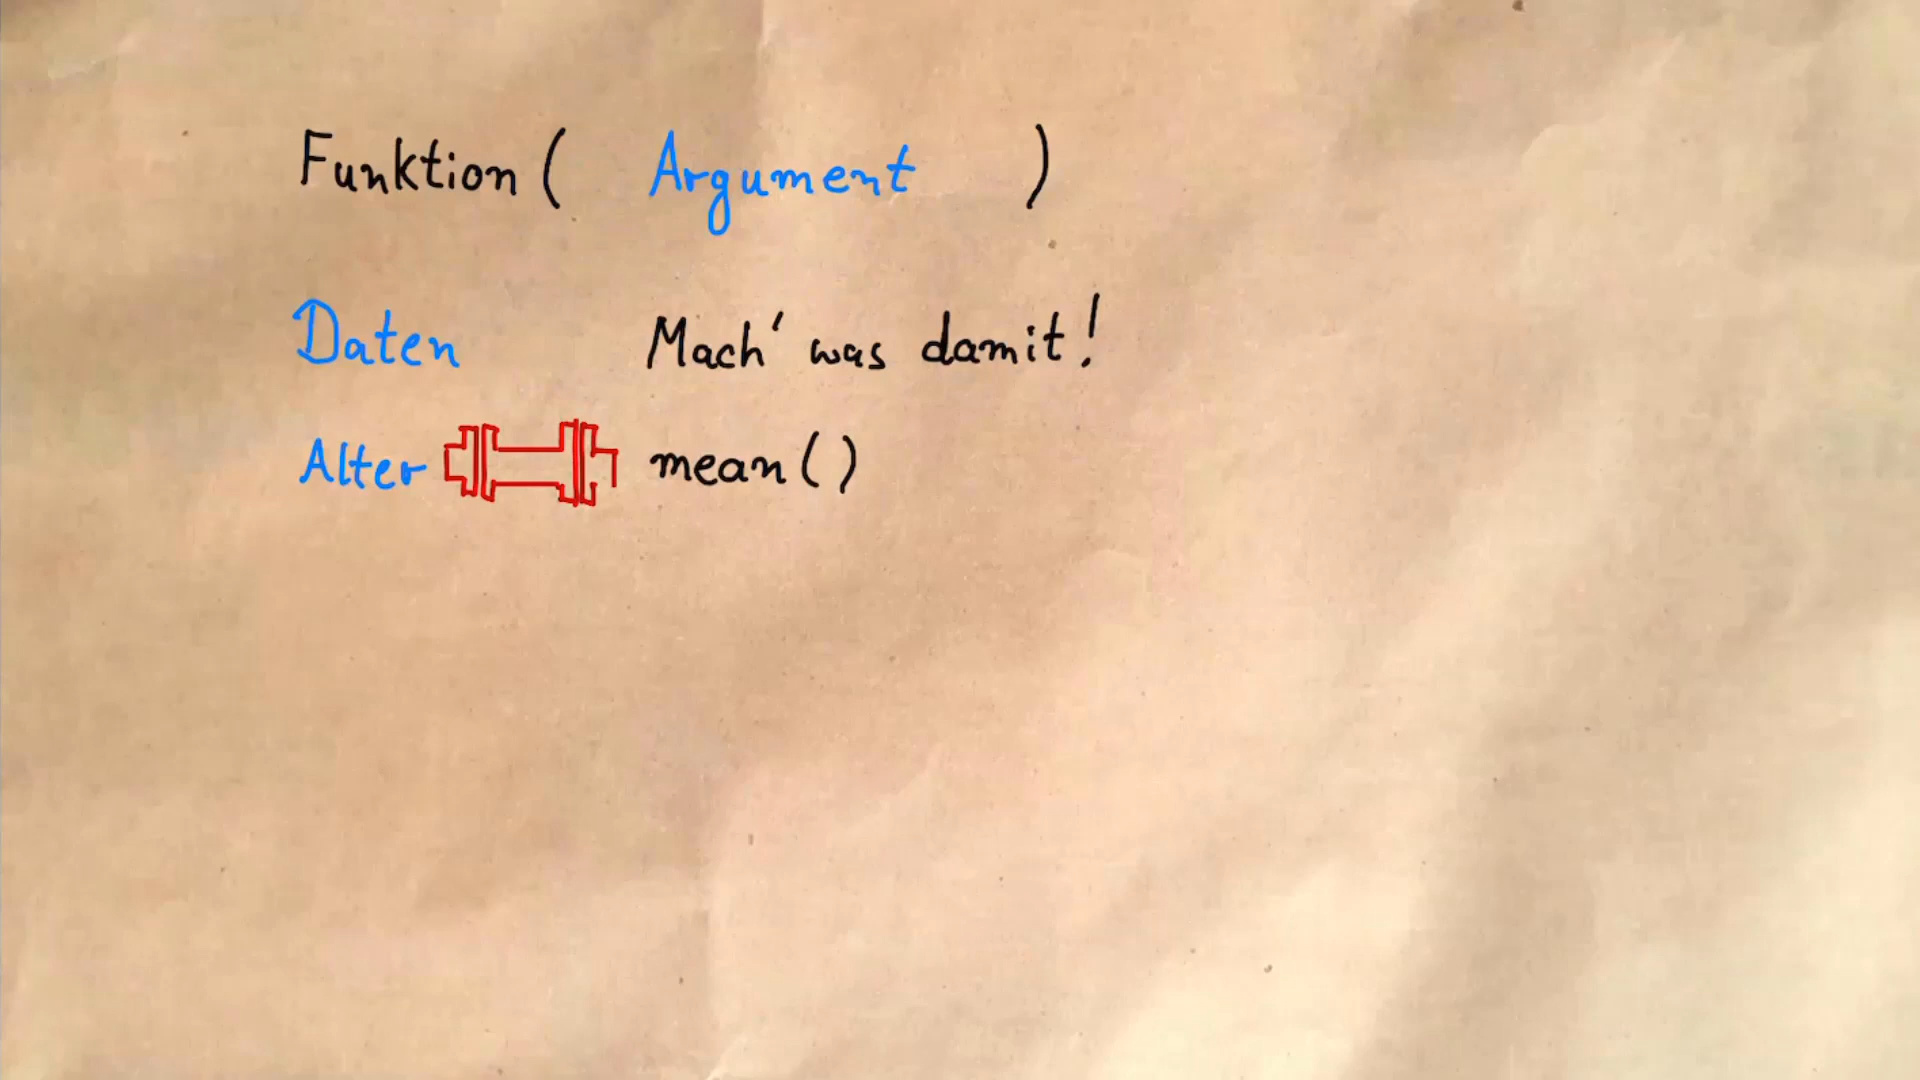 Funktion ( Argument )
Daten Mach' was damit!
Alter mean()